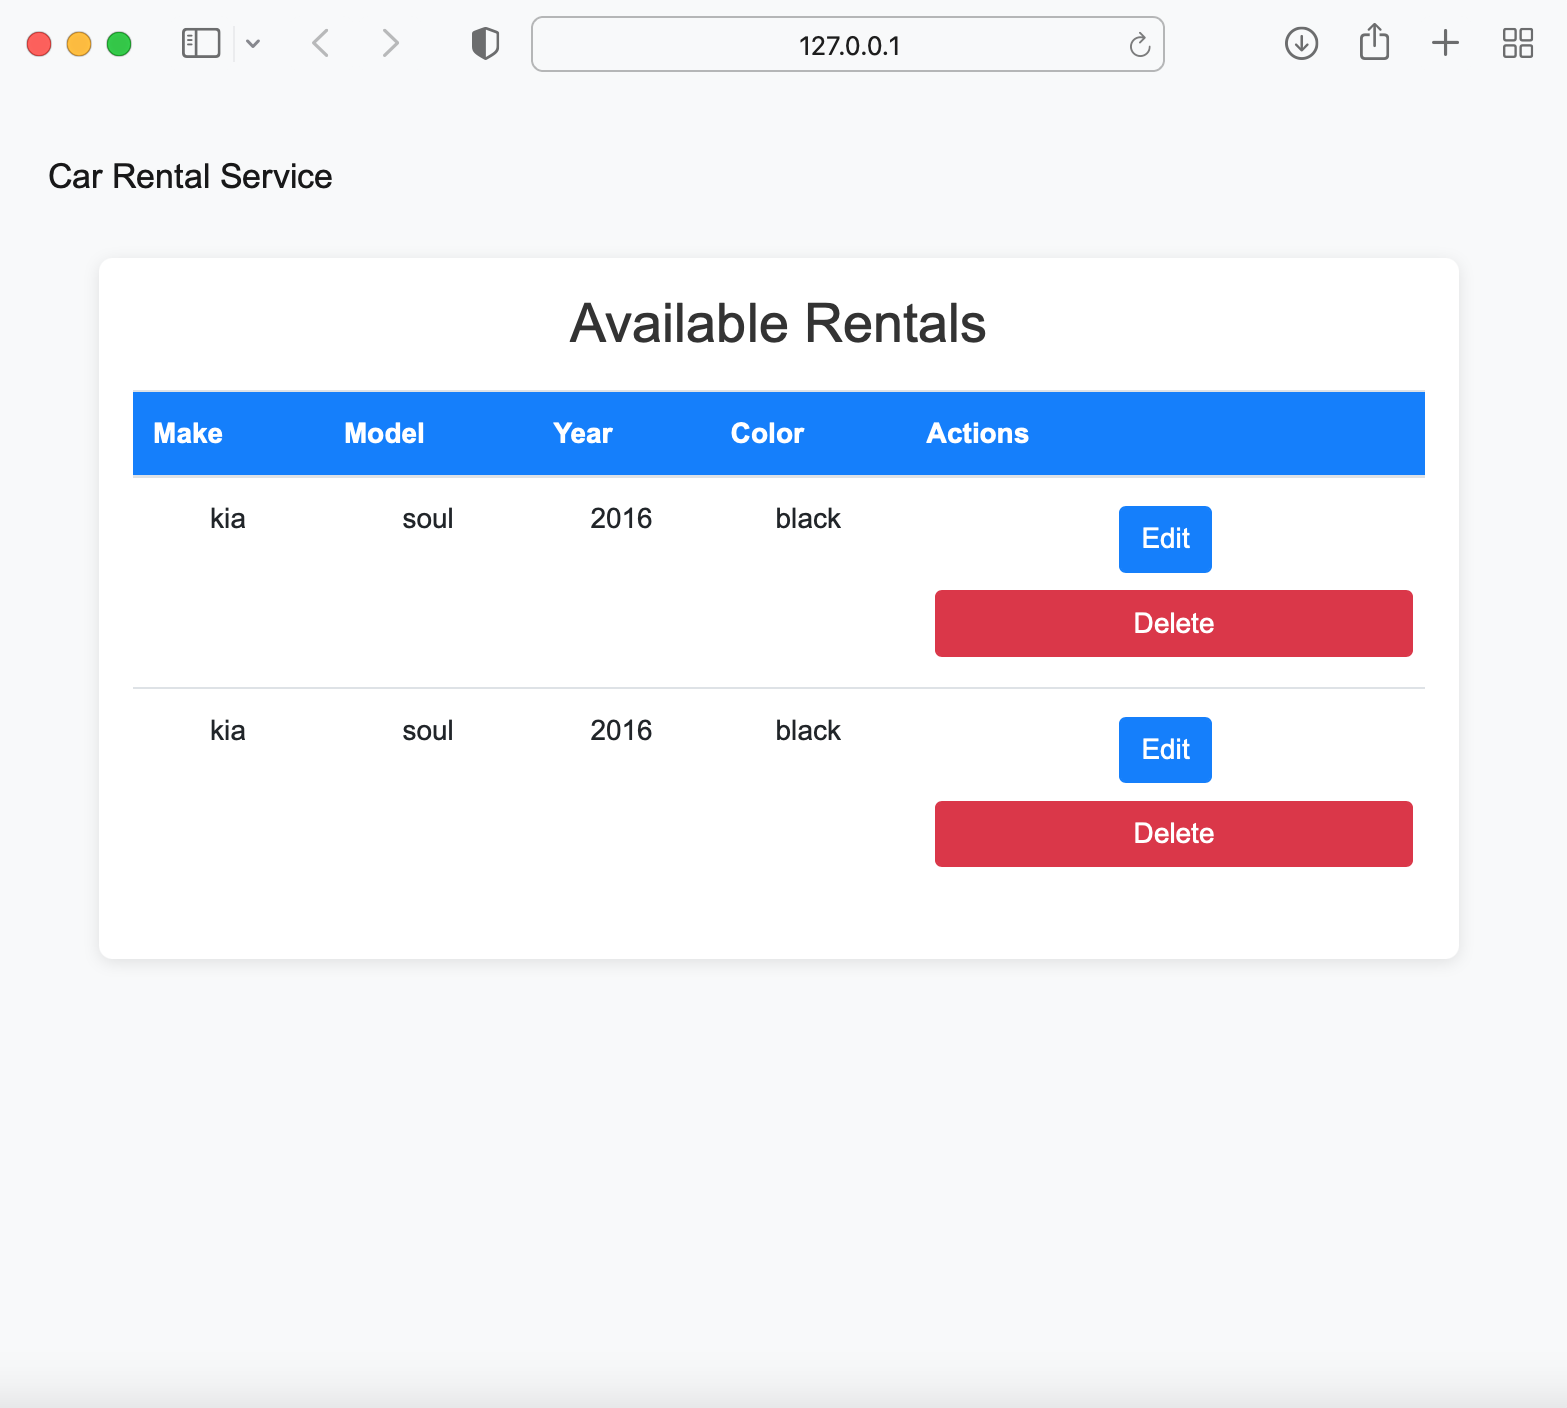 127.0.0.1
Car Rental Service
Available Rentals
Make Model Year Color Actions
kia soul 2016 black Edit
Delete
kia soul 2016 black Edit
Delete